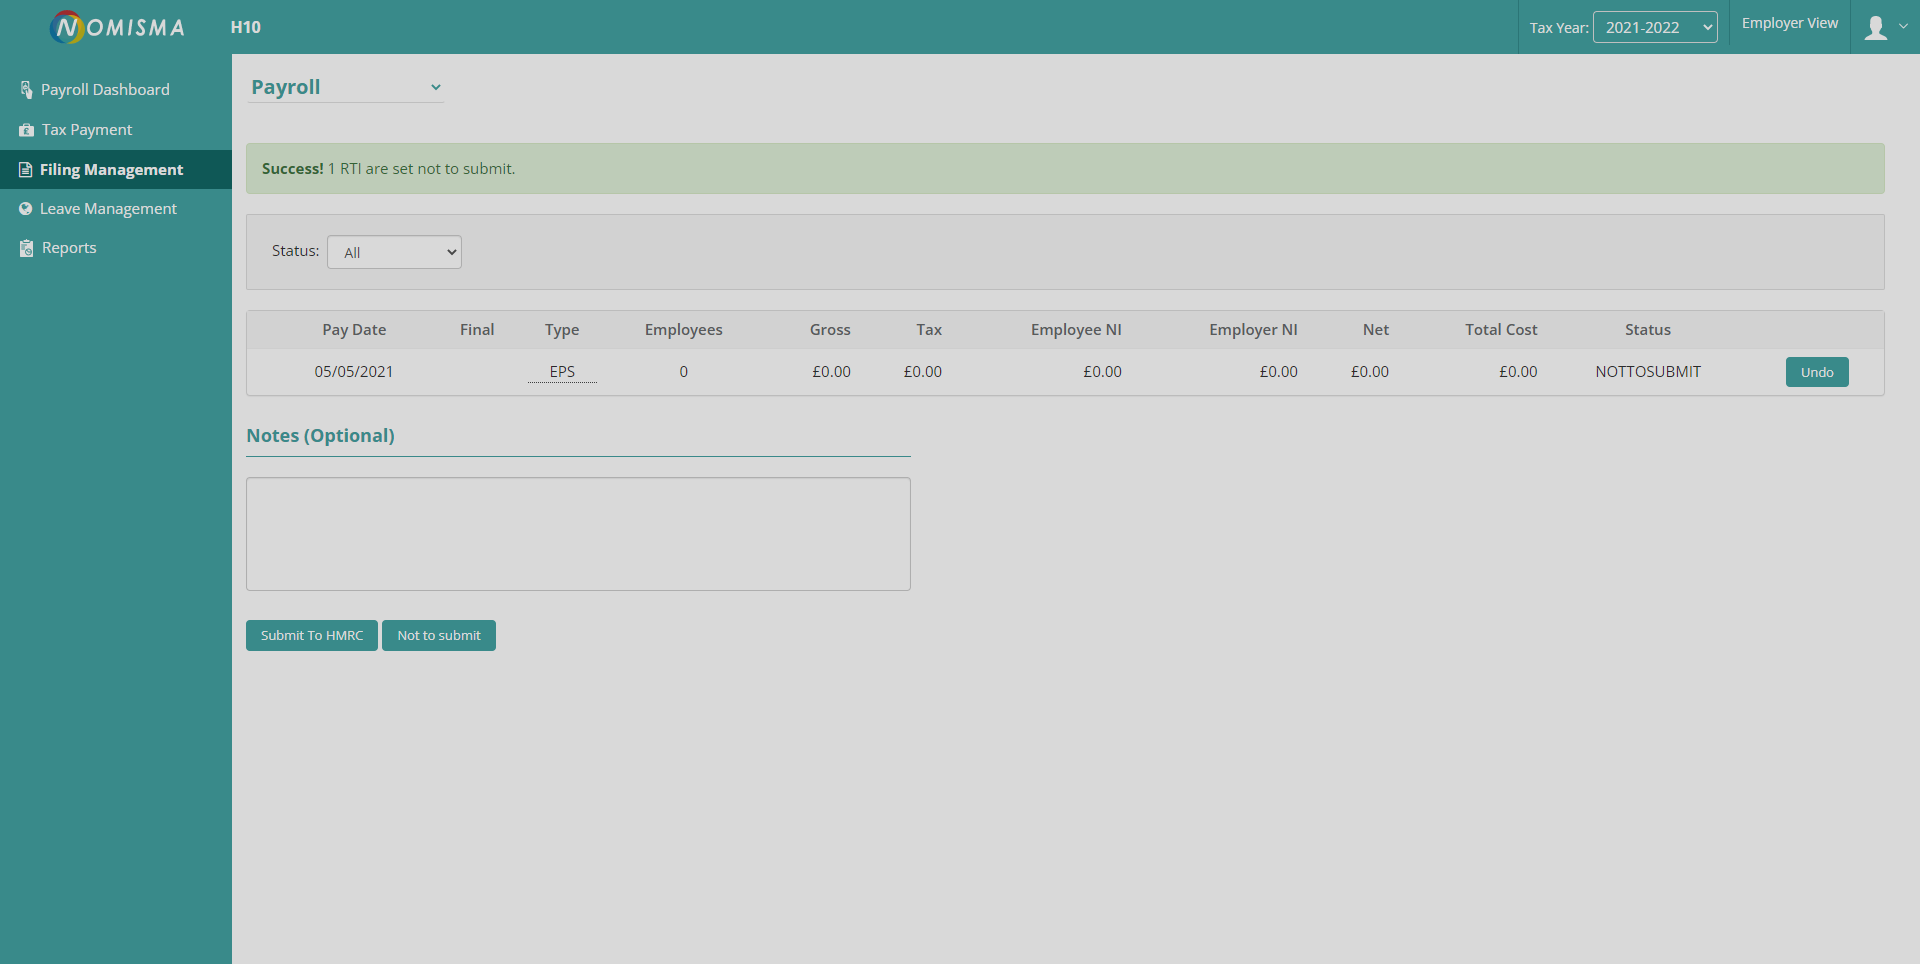 NOMISMA
H10
Tax Year: 2021-2022
Employer View
Payroll Dashboard
Tax Payment
Filing Management
Leave Management
Reports
Payroll
Success! 1 RTI are set not to submit.
Status: All
Pay Date Final Type Employees Gross Tax Employee NI Employer NI Net Total Cost Status
05/05/2021 EPS 0 £0.00 £0.00 £0.00 £0.00 £0.00 £0.00 NOTTOSUBMIT Undo
Notes (Optional)
Submit To HMRC Not to submit